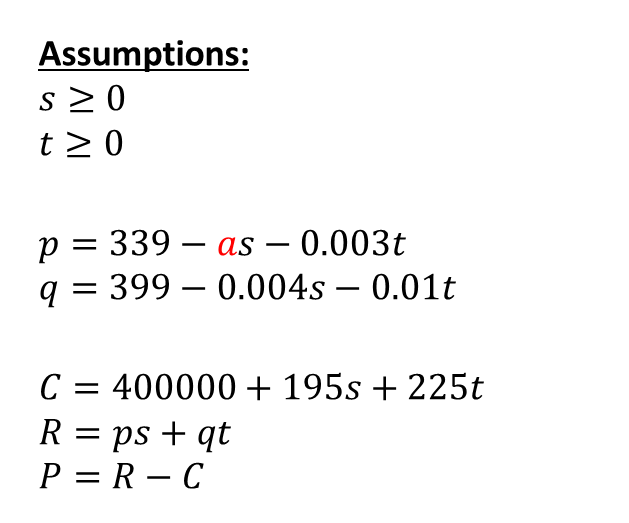 Assumptions:
s ≥ 0
t ≥ 0
p = 339 − as − 0.003t
q = 399 − 0.004s − 0.01t
C = 400000 + 195s + 225t
R = ps + qt
P = R − C